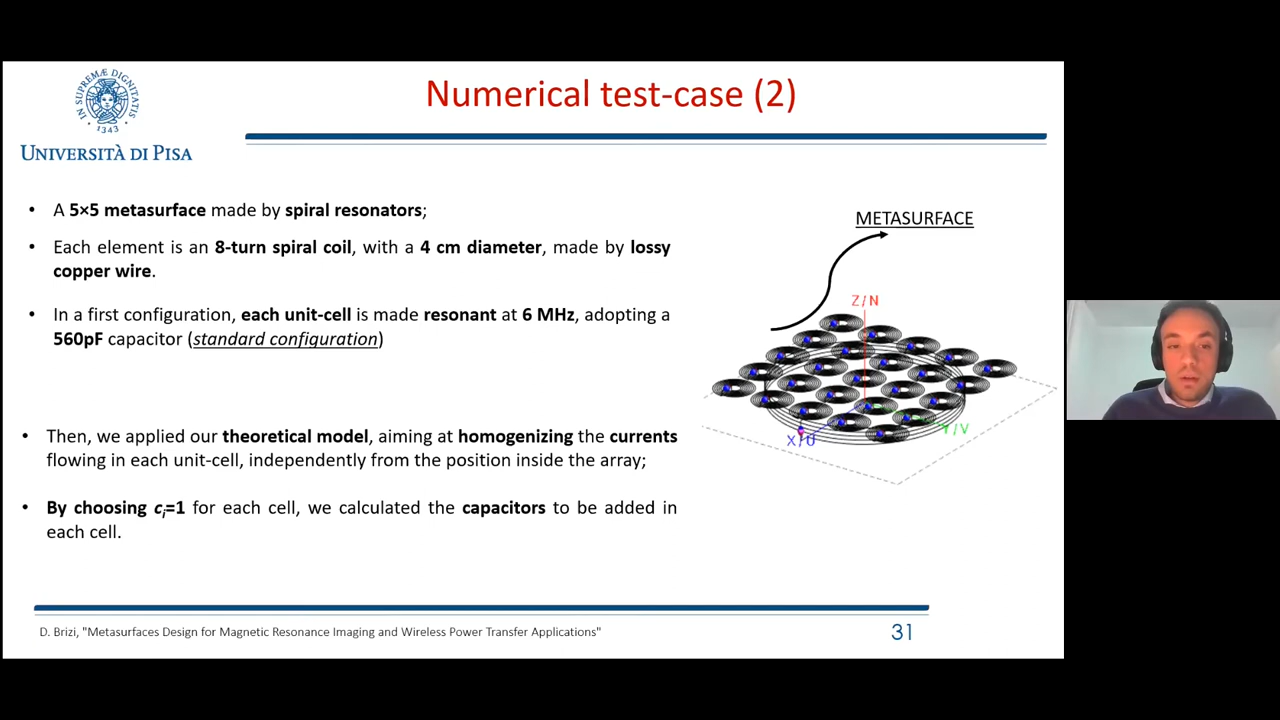 IN SUPREMÆ DIGNITATIS
1343
UNIVERSITÀ DI PISA
Numerical test-case (2)
• A 5×5 metasurface made by spiral resonators;
• Each element is an 8-turn spiral coil, with a 4 cm diameter, made by lossy
copper wire.
• In a first configuration, each unit-cell is made resonant at 6 MHz, adopting a
560pF capacitor (standard configuration)
• Then, we applied our theoretical model, aiming at homogenizing the currents
flowing in each unit-cell, independently from the position inside the array;
• By choosing ci=1 for each cell, we calculated the capacitors to be added in
each cell.
METASURFACE
Z/N
X/U
Y/V
D. Brizi, "Metasurfaces Design for Magnetic Resonance Imaging and Wireless Power Transfer Applications"
31